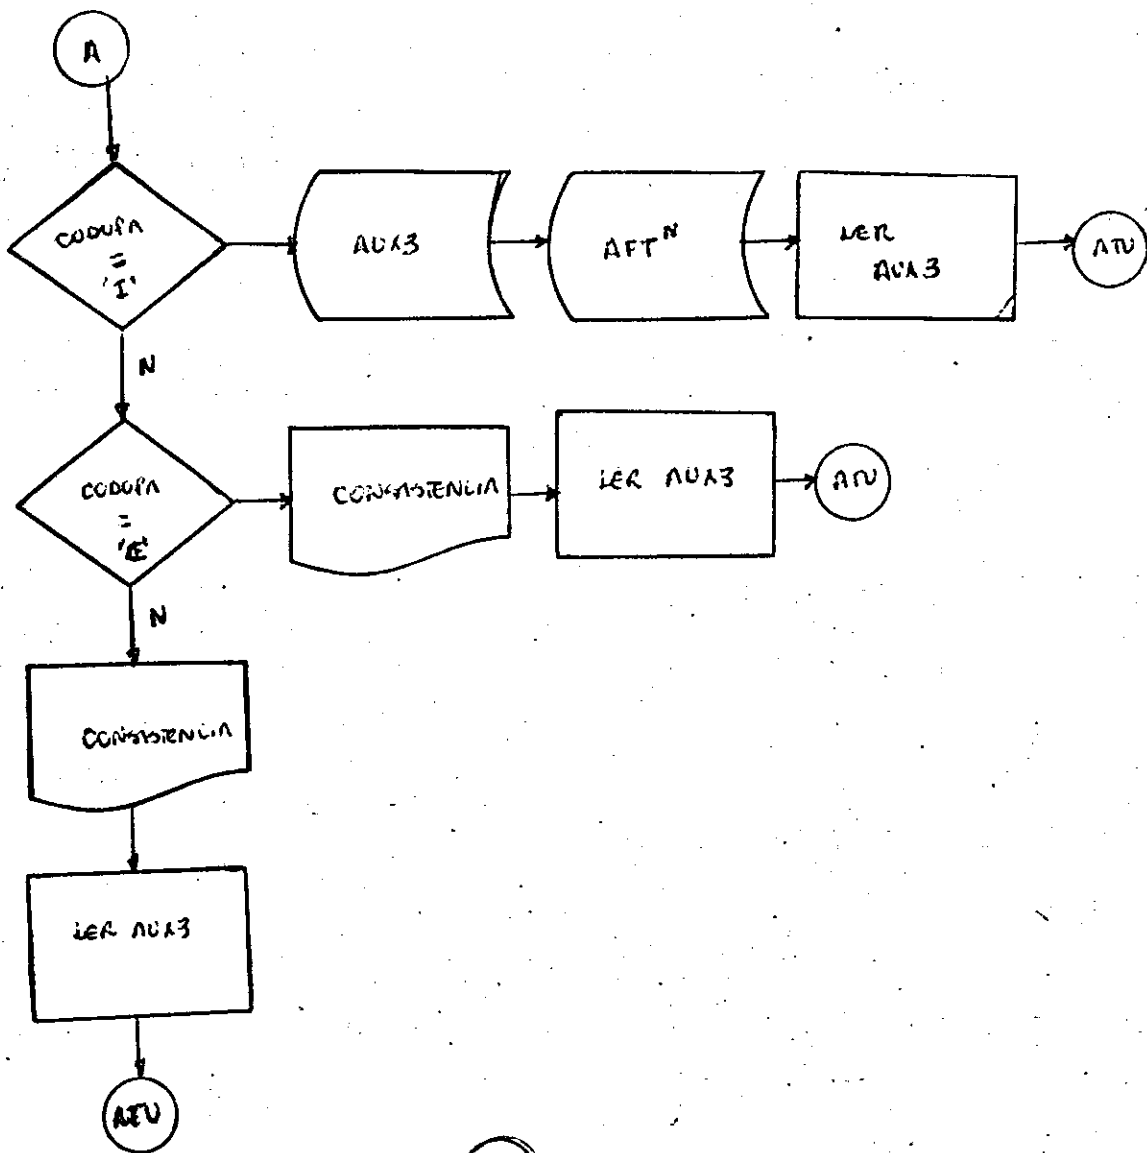 A
CODOPA
=
'I'
AUX3
AFT N
LER
AUX3
ATU
N
CODOPA
=
CONSISTENCIA
LER AUX3
ATU
N
CONSISTENCIA
LER AUX3
ATU